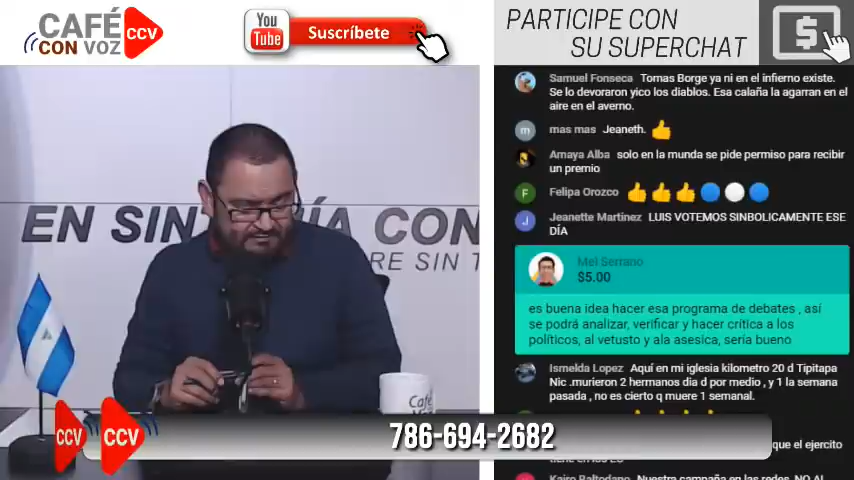 CAFÉ
CON VOZ
CCV
You
Tube
Suscríbete
PARTICIPE CON
SU SUPERCHAT
$
EN SIN ÍA CON
RE SIN T
Café
Samuel Fonseca Tomas Borge ya ni en el infierno existe.
Se lo devoraron yico los diablos. Esa calaña la agarran en el
aire en el averno.
m
mas mas Jeaneth. 👍
Amaya Alba solo en la munda se pide permiso para recibir
un premio
F
Felipa Orozco 👍👍👍🔵⚪🔵
J
Jeanette Martinez LUIS VOTEMOS SINBOLICAMENTE ESE
DÍA
Mel Serrano
$5.00
es buena idea hacer esa programa de debates , así
se podrá analizar, verificar y hacer crítica a los
políticos, al vetusto y ala asesica, sería bueno
Ismelda Lopez Aquí en mi iglesia kilometro 20 d Tipitapa
Nic .murieron 2 hermanos dia d por medio , y 1 la semana
pasada , no es cierto q muere 1 semanal.
que el ejercito
Kairo Baltodano Nuestra campaña en las redes. NO AL
CCV
CCV
786-694-2682